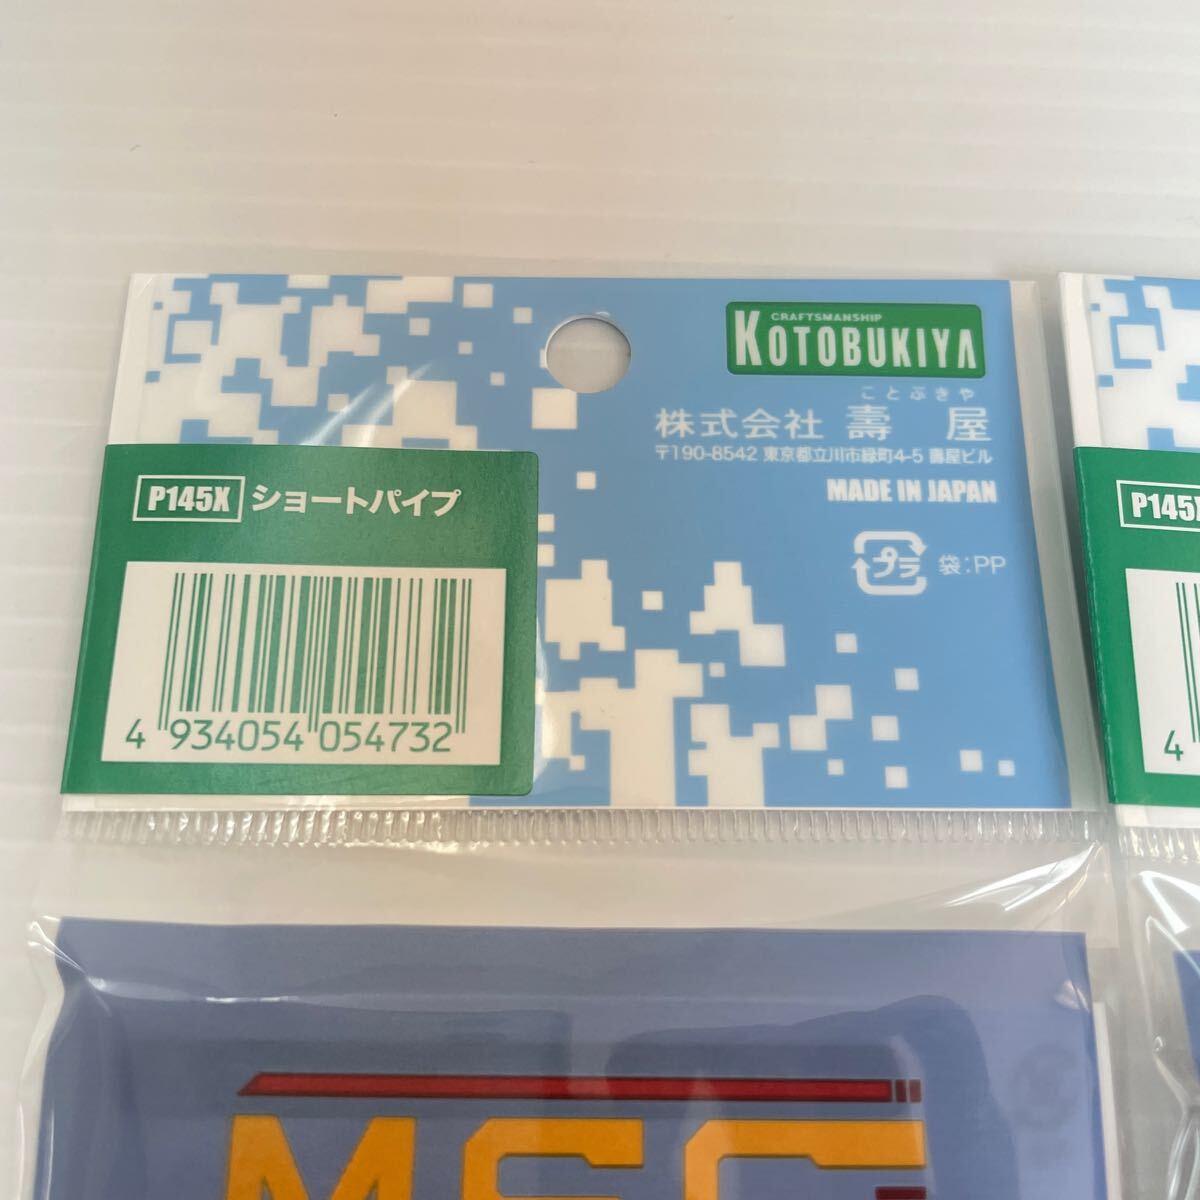 CRAFTSMANSHIP
KOTOBUKIYA
ことぶきや
株式会社 壽屋
〒190-8542 東京都立川市緑町4-5 壽屋ビル
MADE IN JAPAN
プラ 袋:PP
P145X ショートパイプ
4 934054 054732
MSG
P145X
4